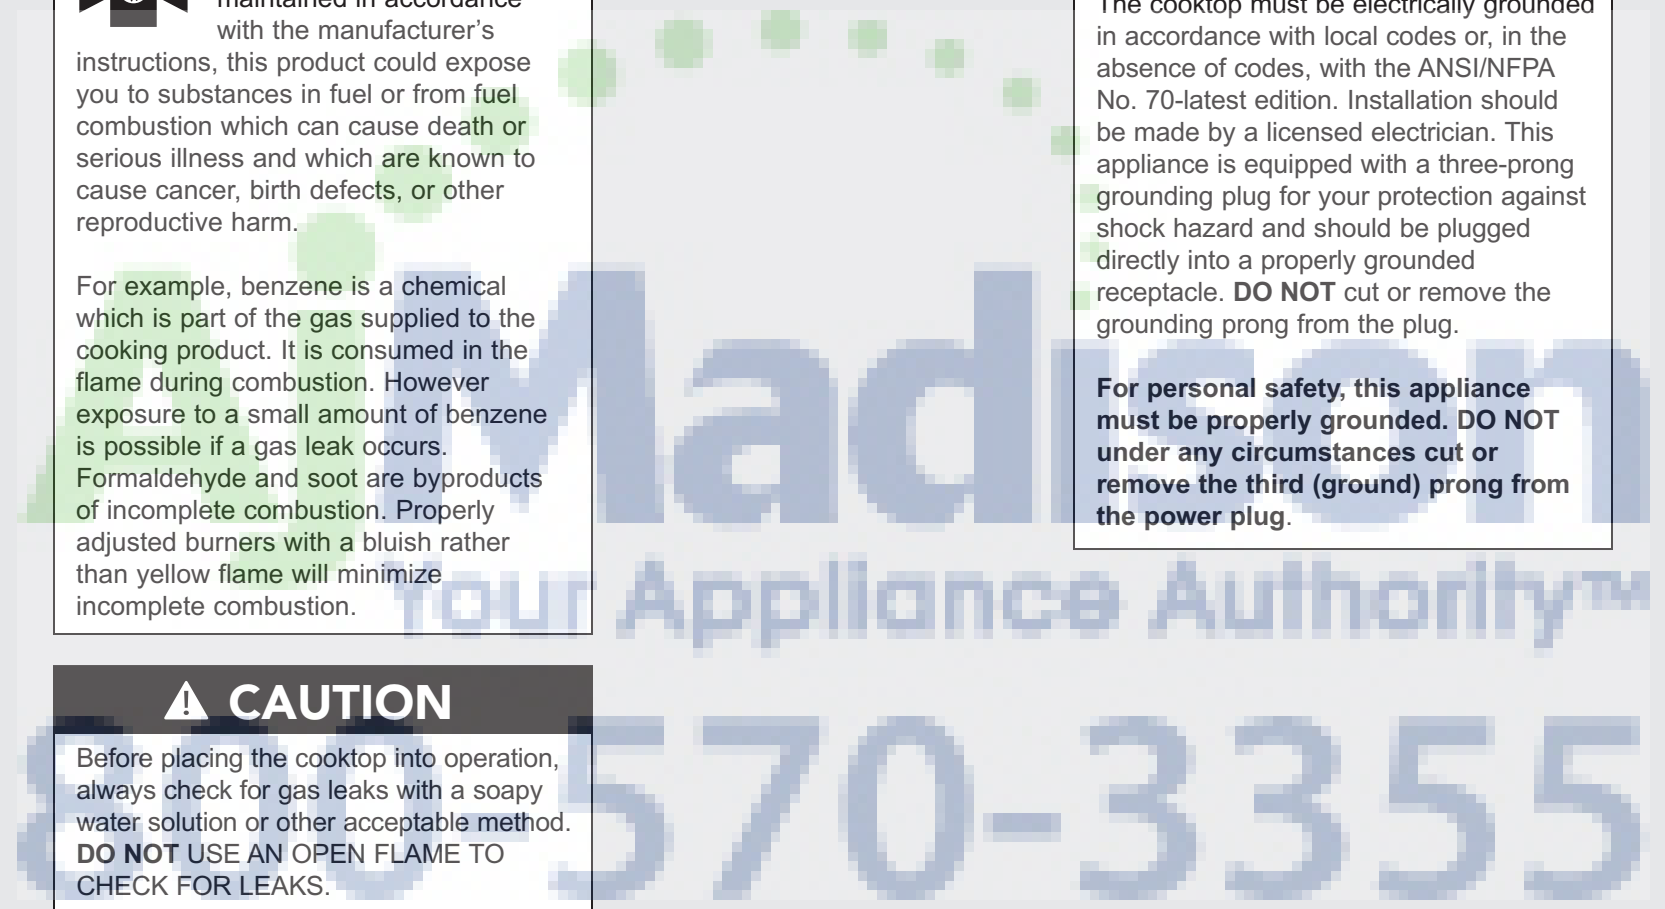 maintained in accordance
with the manufacturer's
instructions, this product could expose
you to substances in fuel or from fuel
combustion which can cause death or
serious illness and which are known to
cause cancer, birth defects, or other
reproductive harm.
For example, benzene is a chemical
which is part of the gas supplied to the
cooking product. It is consumed in the
flame during combustion. However
exposure to a small amount of benzene
is possible if a gas leak occurs.
Formaldehyde and soot are byproducts
of incomplete combustion. Properly
adjusted burners with a bluish rather
than yellow flame will minimize
incomplete combustion.
⚠ CAUTION
Before placing the cooktop into operation,
always check for gas leaks with a soapy
water solution or other acceptable method.
DO NOT USE AN OPEN FLAME TO
CHECK FOR LEAKS.
The cooktop must be electrically grounded
in accordance with local codes or, in the
absence of codes, with the ANSI/NFPA
No. 70-latest edition. Installation should
be made by a licensed electrician. This
appliance is equipped with a three-prong
grounding plug for your protection against
shock hazard and should be plugged
directly into a properly grounded
receptacle. DO NOT cut or remove the
grounding prong from the plug.
For personal safety, this appliance
must be properly grounded. DO NOT
under any circumstances cut or
remove the third (ground) prong from
the power plug.
AjMadison
Your Appliance Authority™
800-570-3355